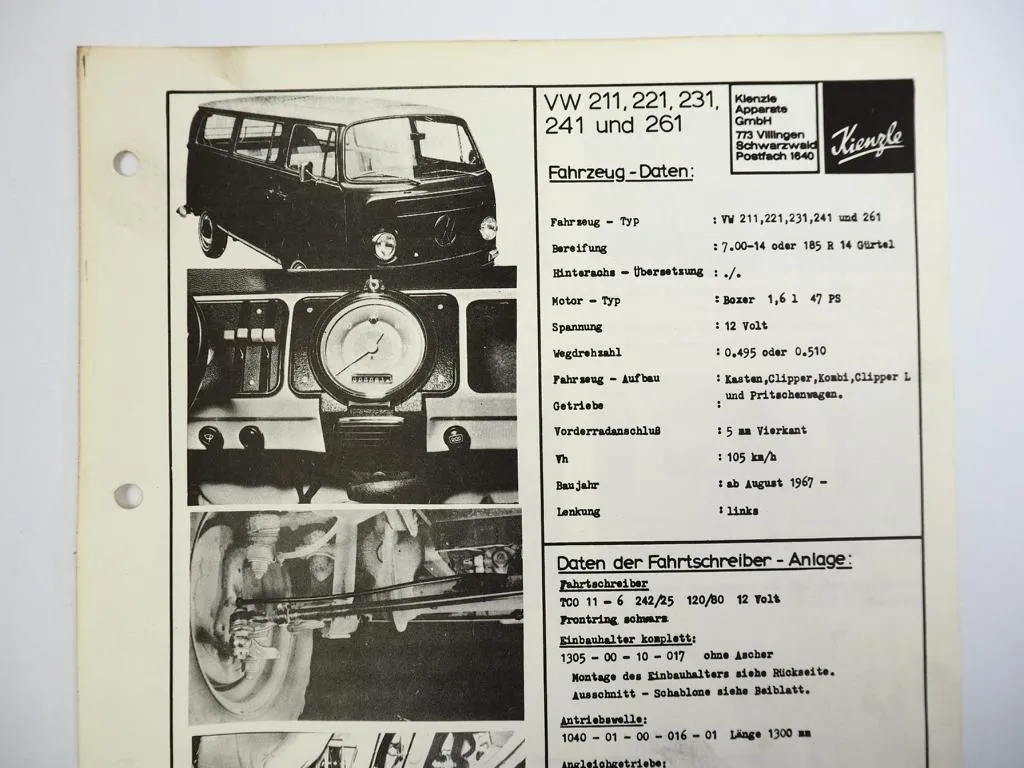 VW 211, 221, 231,
241 und 261
Kienzle
Apparate
GmbH
773 Villingen
Schwarzwald
Postfach 1640
Kienzle
Fahrzeug - Daten:
Fahrzeug - Typ : VW 211,221,231,241 und 261
Bereifung : 7.00-14 oder 185 R 14 Gürtel
Hinterachs - Übersetzung : ./.
Motor - Typ : Boxer 1,6 l 47 PS
Spannung : 12 Volt
Wegdrehzahl : 0.495 oder 0.510
Fahrzeug - Aufbau : Kasten,Clipper,Kombi,Clipper L
und Pritschenwagen.
Getriebe :
Vorderradanschluß : 5 mm Vierkant
Vh : 105 km/h
Baujahr : ab August 1967 -
Lenkung : links
Daten der Fahrtschreiber - Anlage:
Fahrtschreiber
TCO 11 - 6 242/25 120/80 12 Volt
Frontring schwarz
Einbauhalter komplett:
1305 - 00 - 10 - 017 ohne Ascher
Montage des Einbauhalters siehe Rückseite.
Ausschnitt - Schablone siehe Beiblatt.
Antriebswelle:
1040 - 01 - 00 - 016 - 01 Länge 1300 mm
Angleichgetriebe: